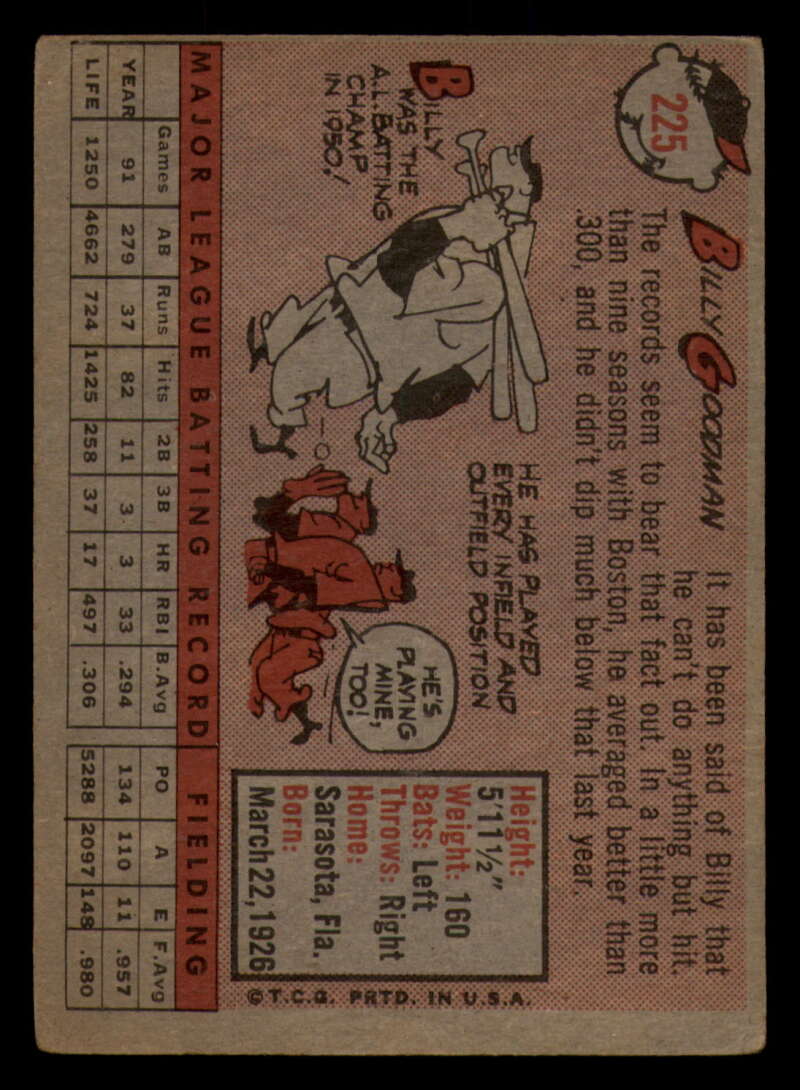 225
BILLY GOODMAN
It has been said of Billy that
he can't do anything but hit.
The records seem to bear that fact out. In a little more
than nine seasons with Boston, he averaged better than
.300, and he didn't dip much below that last year.
BILLY
WAS THE
A.L. BATTING
CHAMP
IN 1950!
HE HAS PLAYED
EVERY INFIELD AND
OUTFIELD POSITION
HE'S
PLAYING
MINE,
TOO!
Height:
5'11½"
Weight: 160
Bats: Left
Throws: Right
Home:
Sarasota, Fla.
Born:
March 22, 1926
©T.C.G. PRTD. IN U.S.A.
MAJOR LEAGUE BATTING RECORD FIELDING
Games AB Runs Hits 2B 3B HR RBI B.Avg PO A E F.Avg
YEAR 91 279 37 82 11 3 3 33 .294 134 110 11 .957
LIFE 1250 4662 724 1425 258 37 17 497 .306 5288 2097 148 .980